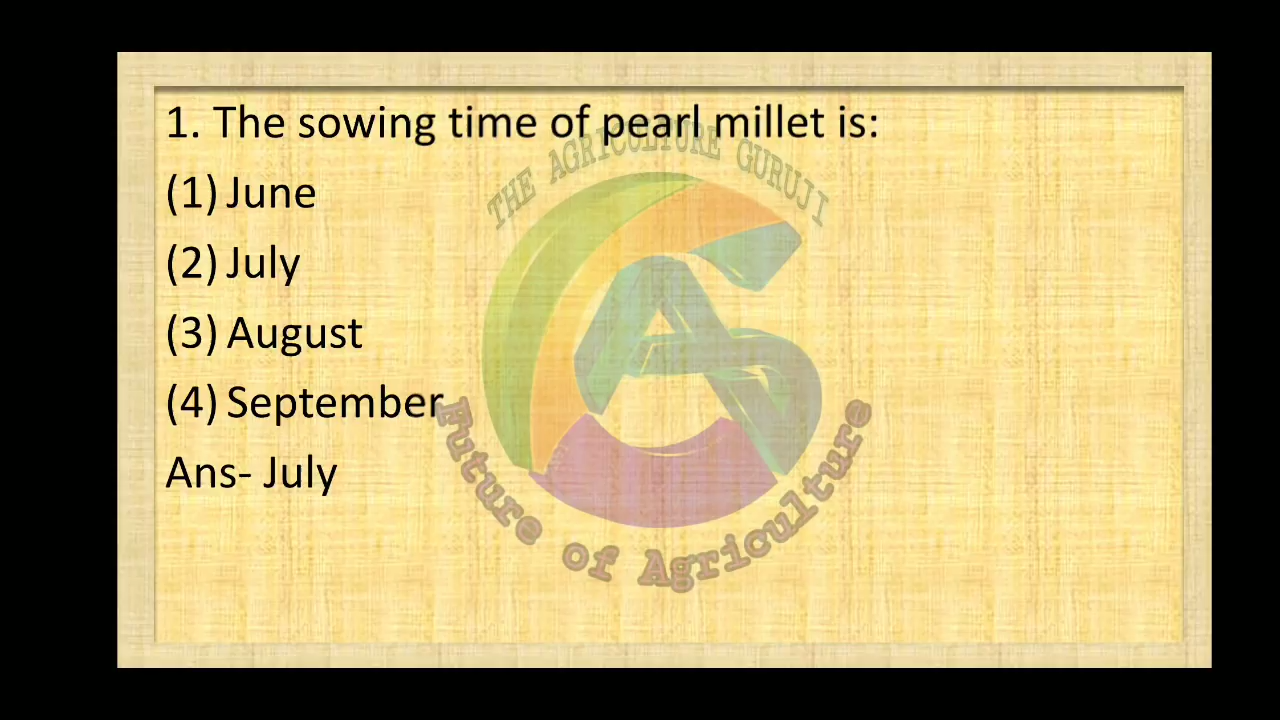 1. The sowing time of pearl millet is:
(1) June
(2) July
(3) August
(4) September
Ans- July
THE AGRICULTURE GURUJI
Future of Agriculture